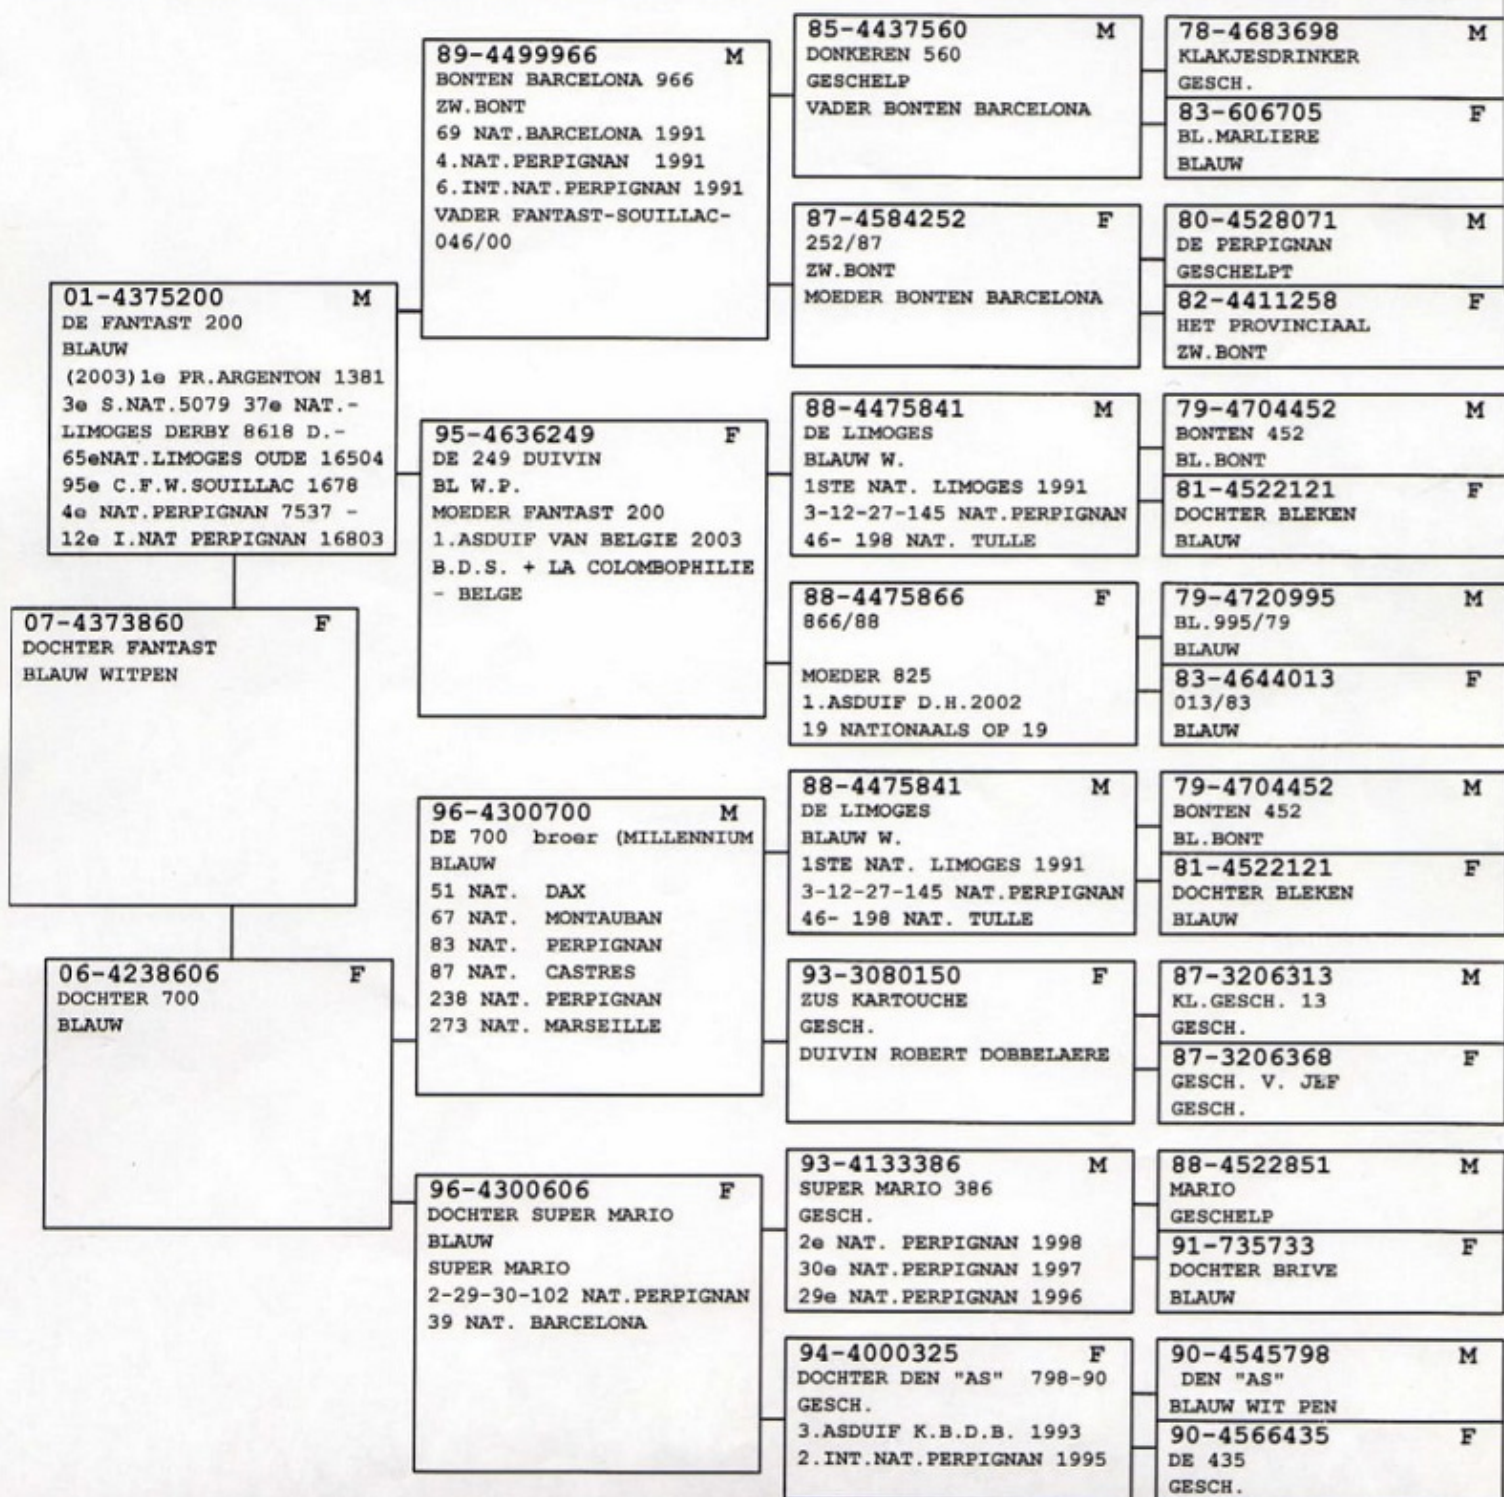 01-4375200 M
DE FANTAST 200
BLAUW
(2003)1e PR.ARGENTON 1381
3e S.NAT.5079 37e NAT.-
LIMOGES DERBY 8618 D.-
65eNAT.LIMOGES OUDE 16504
95e C.F.W.SOUILLAC 1678
4e NAT.PERPIGNAN 7537 -
12e I.NAT PERPIGNAN 16803
07-4373860 F
DOCHTER FANTAST
BLAUW WITPEN
06-4238606 F
DOCHTER 700
BLAUW
89-4499966 M
BONTEN BARCELONA 966
ZW.BONT
69 NAT.BARCELONA 1991
4.NAT.PERPIGNAN 1991
6.INT.NAT.PERPIGNAN 1991
VADER FANTAST-SOUILLAC-
046/00
95-4636249 F
DE 249 DUIVIN
BL W.P.
MOEDER FANTAST 200
1.ASDUIF VAN BELGIE 2003
B.D.S. + LA COLOMBOPHILIE
- BELGE
96-4300700 M
DE 700 broer (MILLENNIUM
BLAUW
51 NAT. DAX
67 NAT. MONTAUBAN
83 NAT. PERPIGNAN
87 NAT. CASTRES
238 NAT. PERPIGNAN
273 NAT. MARSEILLE
96-4300606 F
DOCHTER SUPER MARIO
BLAUW
SUPER MARIO
2-29-30-102 NAT.PERPIGNAN
39 NAT. BARCELONA
85-4437560 M
DONKEREN 560
GESCHELP
VADER BONTEN BARCELONA
87-4584252 F
252/87
ZW.BONT
MOEDER BONTEN BARCELONA
88-4475841 M
DE LIMOGES
BLAUW W.
1STE NAT. LIMOGES 1991
3-12-27-145 NAT.PERPIGNAN
46- 198 NAT. TULLE
88-4475866 F
866/88
MOEDER 825
1.ASDUIF D.H.2002
19 NATIONAALS OP 19
88-4475841 M
DE LIMOGES
BLAUW W.
1STE NAT. LIMOGES 1991
3-12-27-145 NAT.PERPIGNAN
46- 198 NAT. TULLE
93-3080150 F
ZUS KARTOUCHE
GESCH.
DUIVIN ROBERT DOBBELAERE
93-4133386 M
SUPER MARIO 386
GESCH.
2e NAT. PERPIGNAN 1998
30e NAT.PERPIGNAN 1997
29e NAT.PERPIGNAN 1996
94-4000325 F
DOCHTER DEN "AS" 798-90
GESCH.
3.ASDUIF K.B.D.B. 1993
2.INT.NAT.PERPIGNAN 1995
78-4683698 M
KLAKJESDRINKER
GESCH.
83-606705 F
BL.MARLIERE
BLAUW
80-4528071 M
DE PERPIGNAN
GESCHELPT
82-4411258 F
HET PROVINCIAAL
ZW.BONT
79-4704452 M
BONTEN 452
BL.BONT
81-4522121 F
DOCHTER BLEKEN
BLAUW
79-4720995 M
BL.995/79
BLAUW
83-4644013 F
013/83
BLAUW
79-4704452 M
BONTEN 452
BL.BONT
81-4522121 F
DOCHTER BLEKEN
BLAUW
87-3206313 M
KL.GESCH. 13
GESCH.
87-3206368 F
GESCH. V. JEF
GESCH.
88-4522851 M
MARIO
GESCHELP
91-735733 F
DOCHTER BRIVE
BLAUW
90-4545798 M
DEN "AS"
BLAUW WIT PEN
90-4566435 F
DE 435
GESCH.